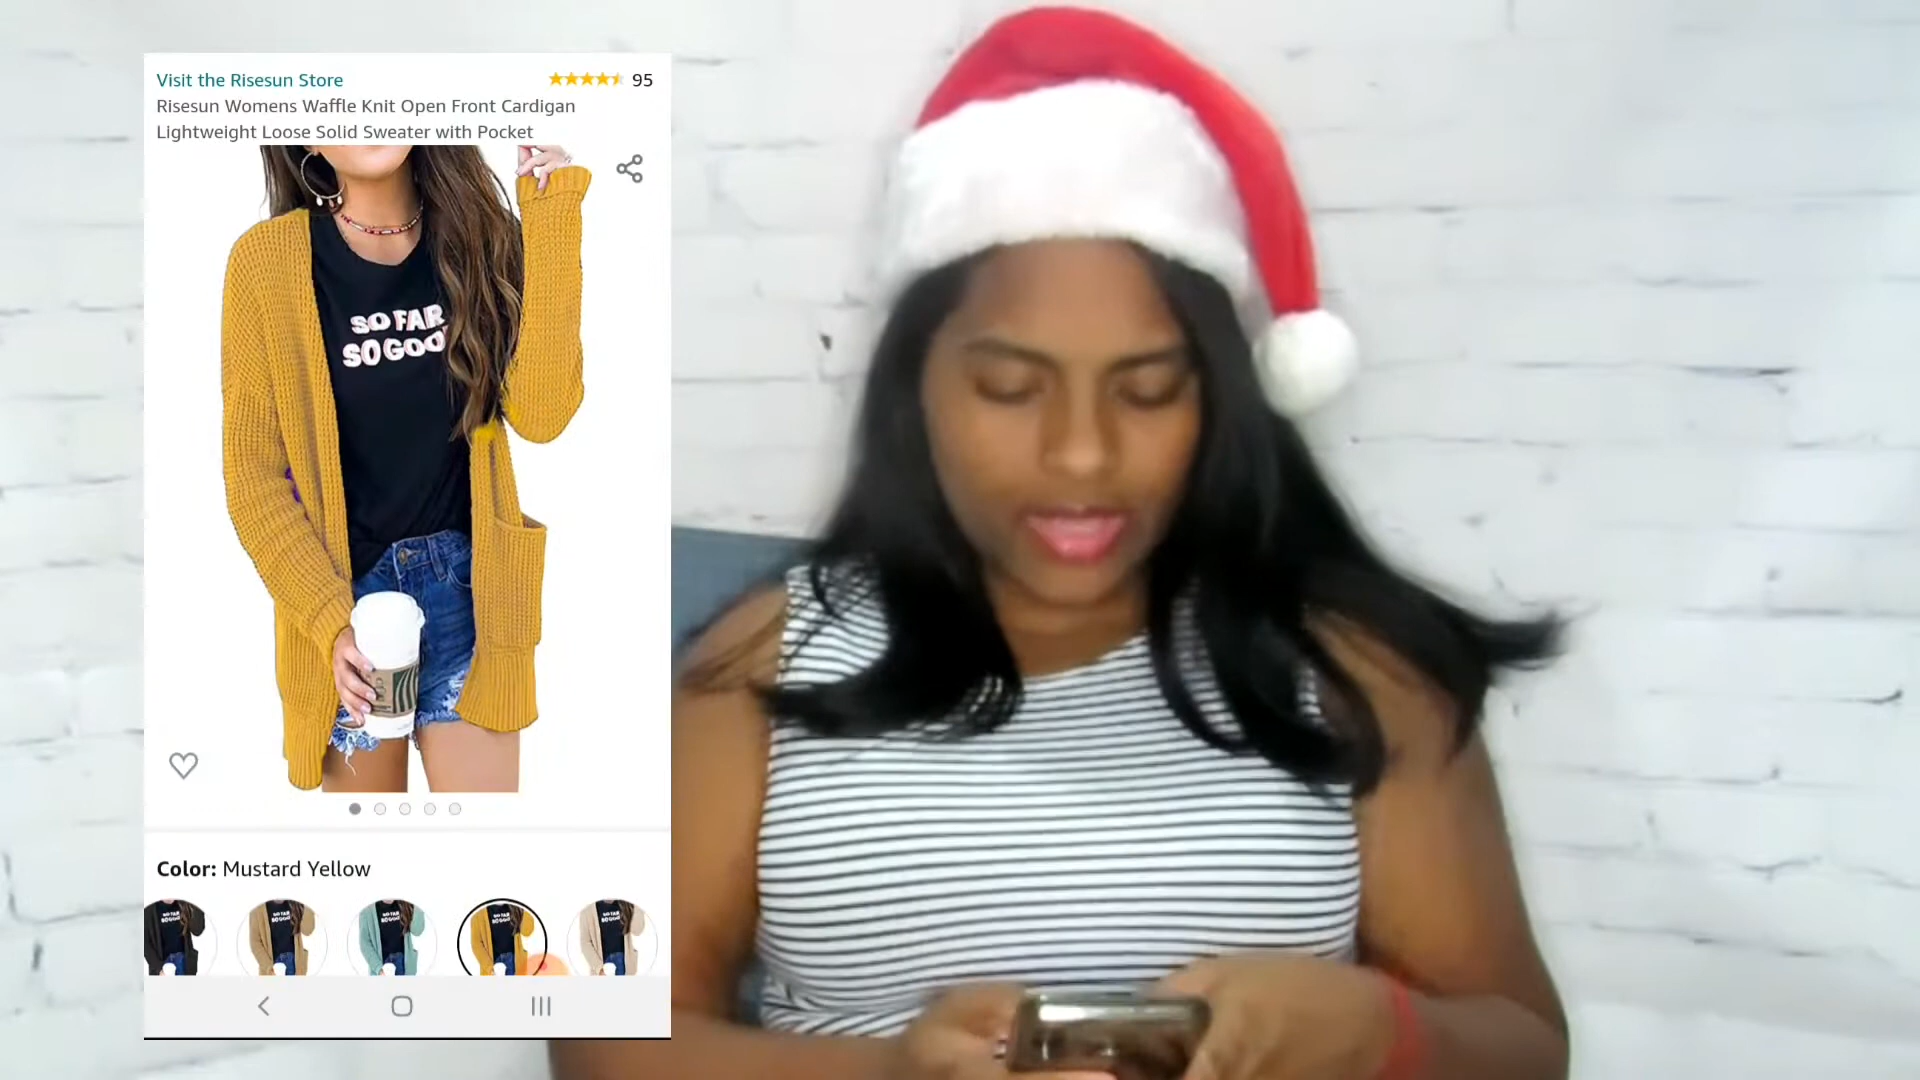 Visit the Risesun Store
95
Risesun Womens Waffle Knit Open Front Cardigan
Lightweight Loose Solid Sweater with Pocket
SO FAR
SO GOO
Color: Mustard Yellow